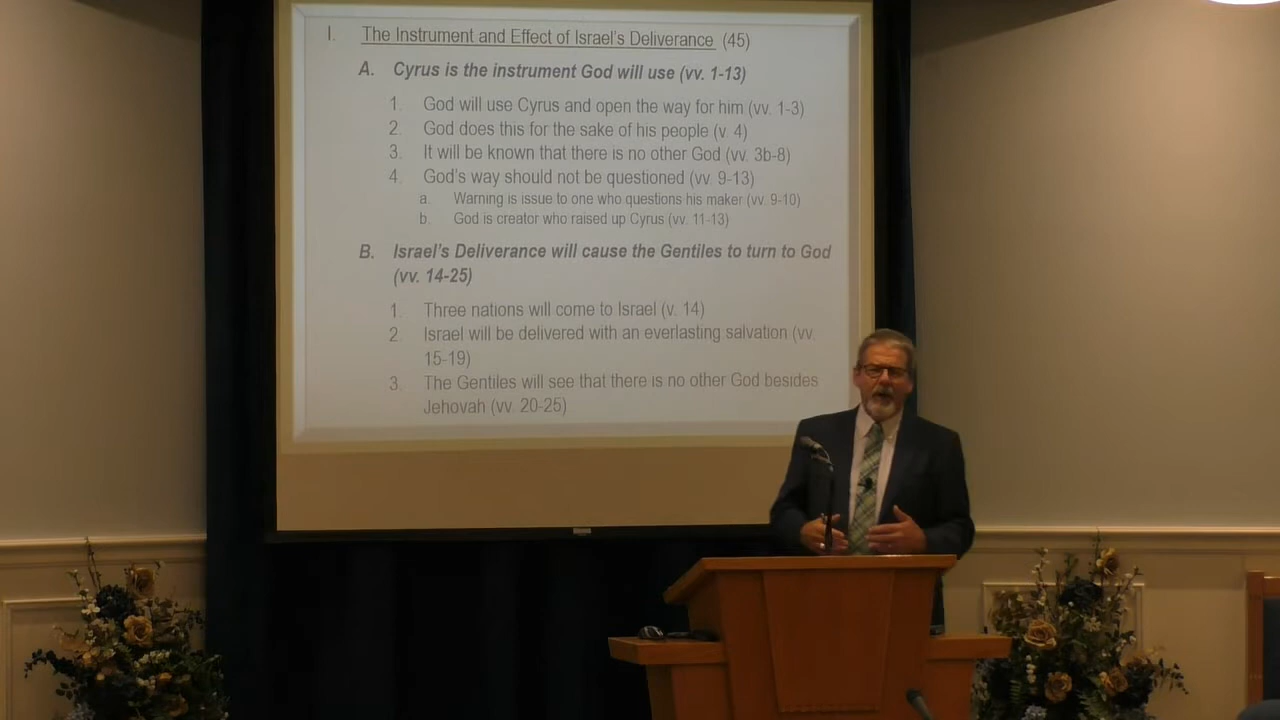 I. The Instrument and Effect of Israel's Deliverance (45)
A. Cyrus is the instrument God will use (vv. 1-13)
1. God will use Cyrus and open the way for him (vv. 1-3)
2. God does this for the sake of his people (v. 4)
3. It will be known that there is no other God (vv. 3b-8)
4. God's way should not be questioned (vv. 9-13)
a. Warning is issue to one who questions his maker (vv. 9-10)
b. God is creator who raised up Cyrus (vv. 11-13)
B. Israel's Deliverance will cause the Gentiles to turn to God
(vv. 14-25)
1. Three nations will come to Israel (v. 14)
2. Israel will be delivered with an everlasting salvation (vv.
15-19)
3. The Gentiles will see that there is no other God besides
Jehovah (vv. 20-25)